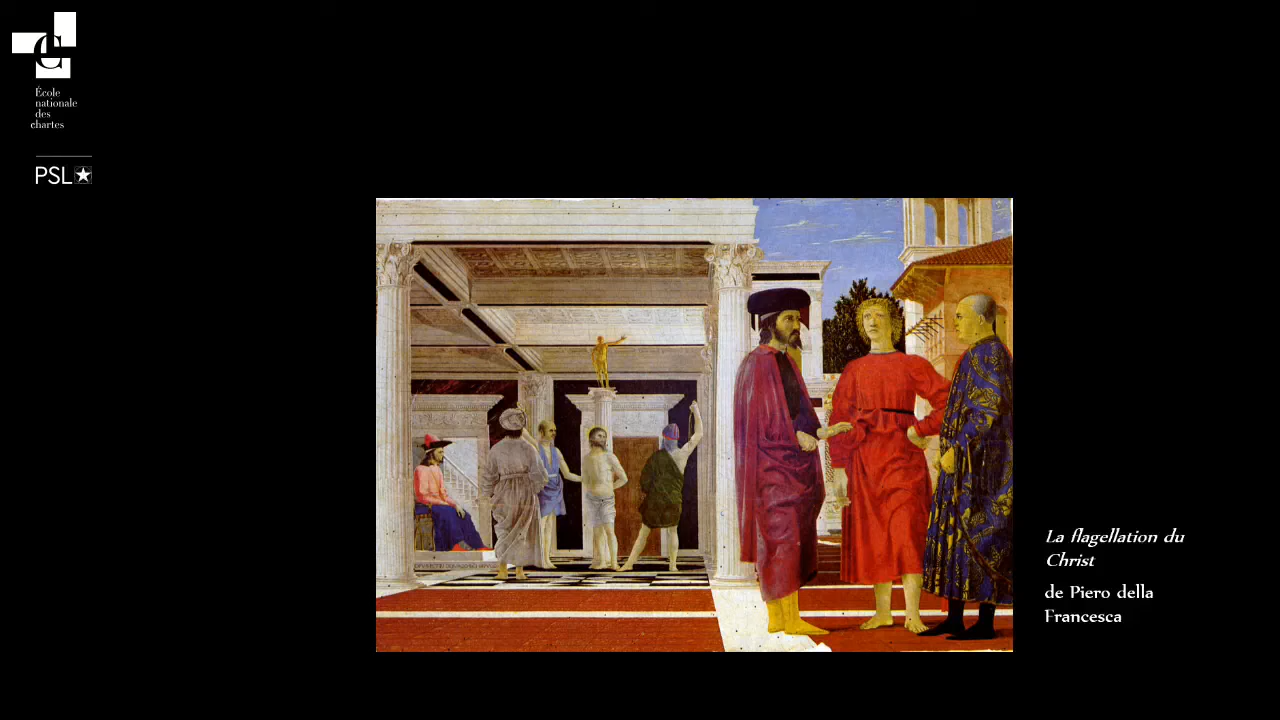 École
nationale
des
chartes
PSL
La flagellation du
Christ
de Piero della
Francesca